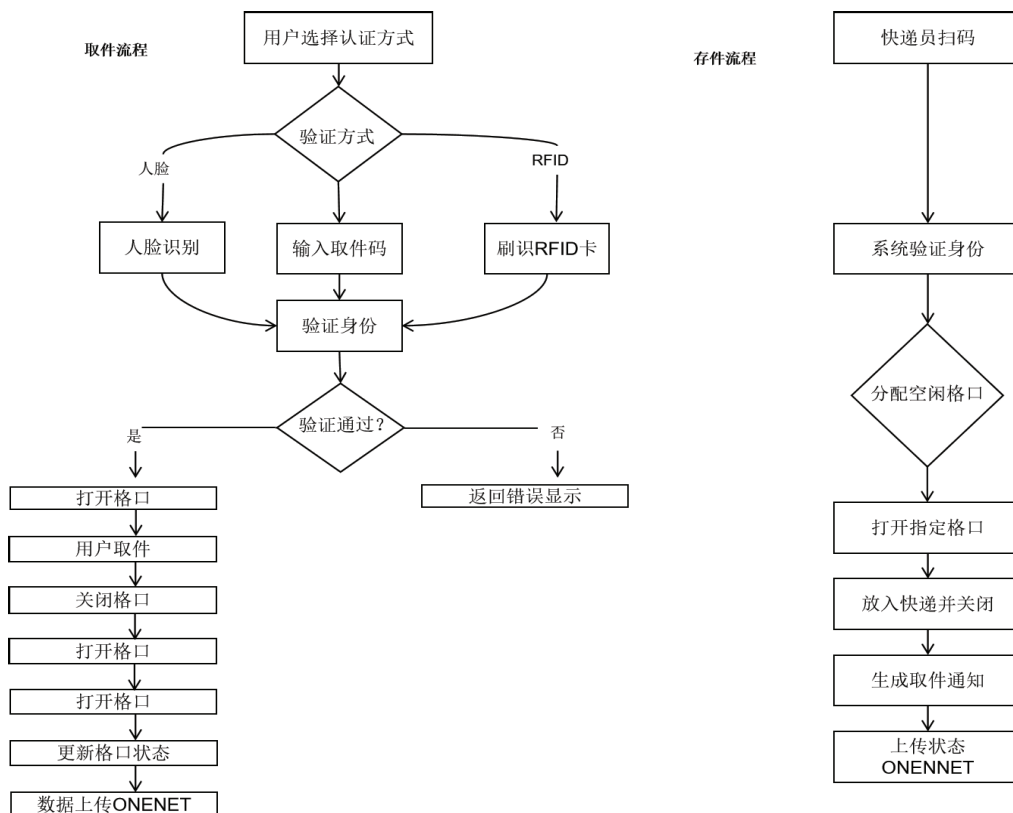 取件流程
用户选择认证方式
验证方式
人脸
RFID
人脸识别
输入取件码
刷识RFID卡
验证身份
验证通过？
是
否
打开格口
返回错误显示
用户取件
关闭格口
打开格口
打开格口
更新格口状态
数据上传ONENET
存件流程
快递员扫码
系统验证身份
分配空闲格口
打开指定格口
放入快递并关闭
生成取件通知
上传状态
ONENNET